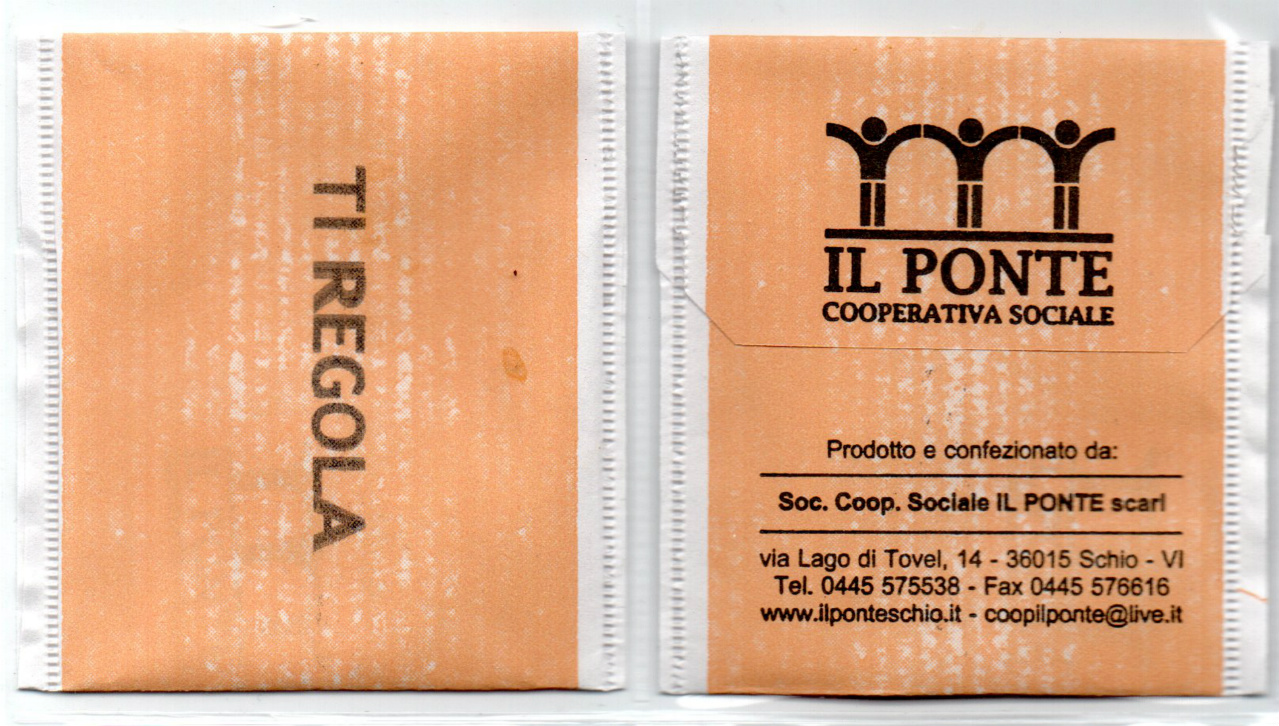 TI REGOLA
IL PONTE
COOPERATIVA SOCIALE
Prodotto e confezionato da:
Soc. Coop. Sociale IL PONTE scarl
via Lago di Tovel, 14 - 36015 Schio - VI
Tel. 0445 575538 - Fax 0445 576616
www.ilponteschio.it - coopilponte@live.it